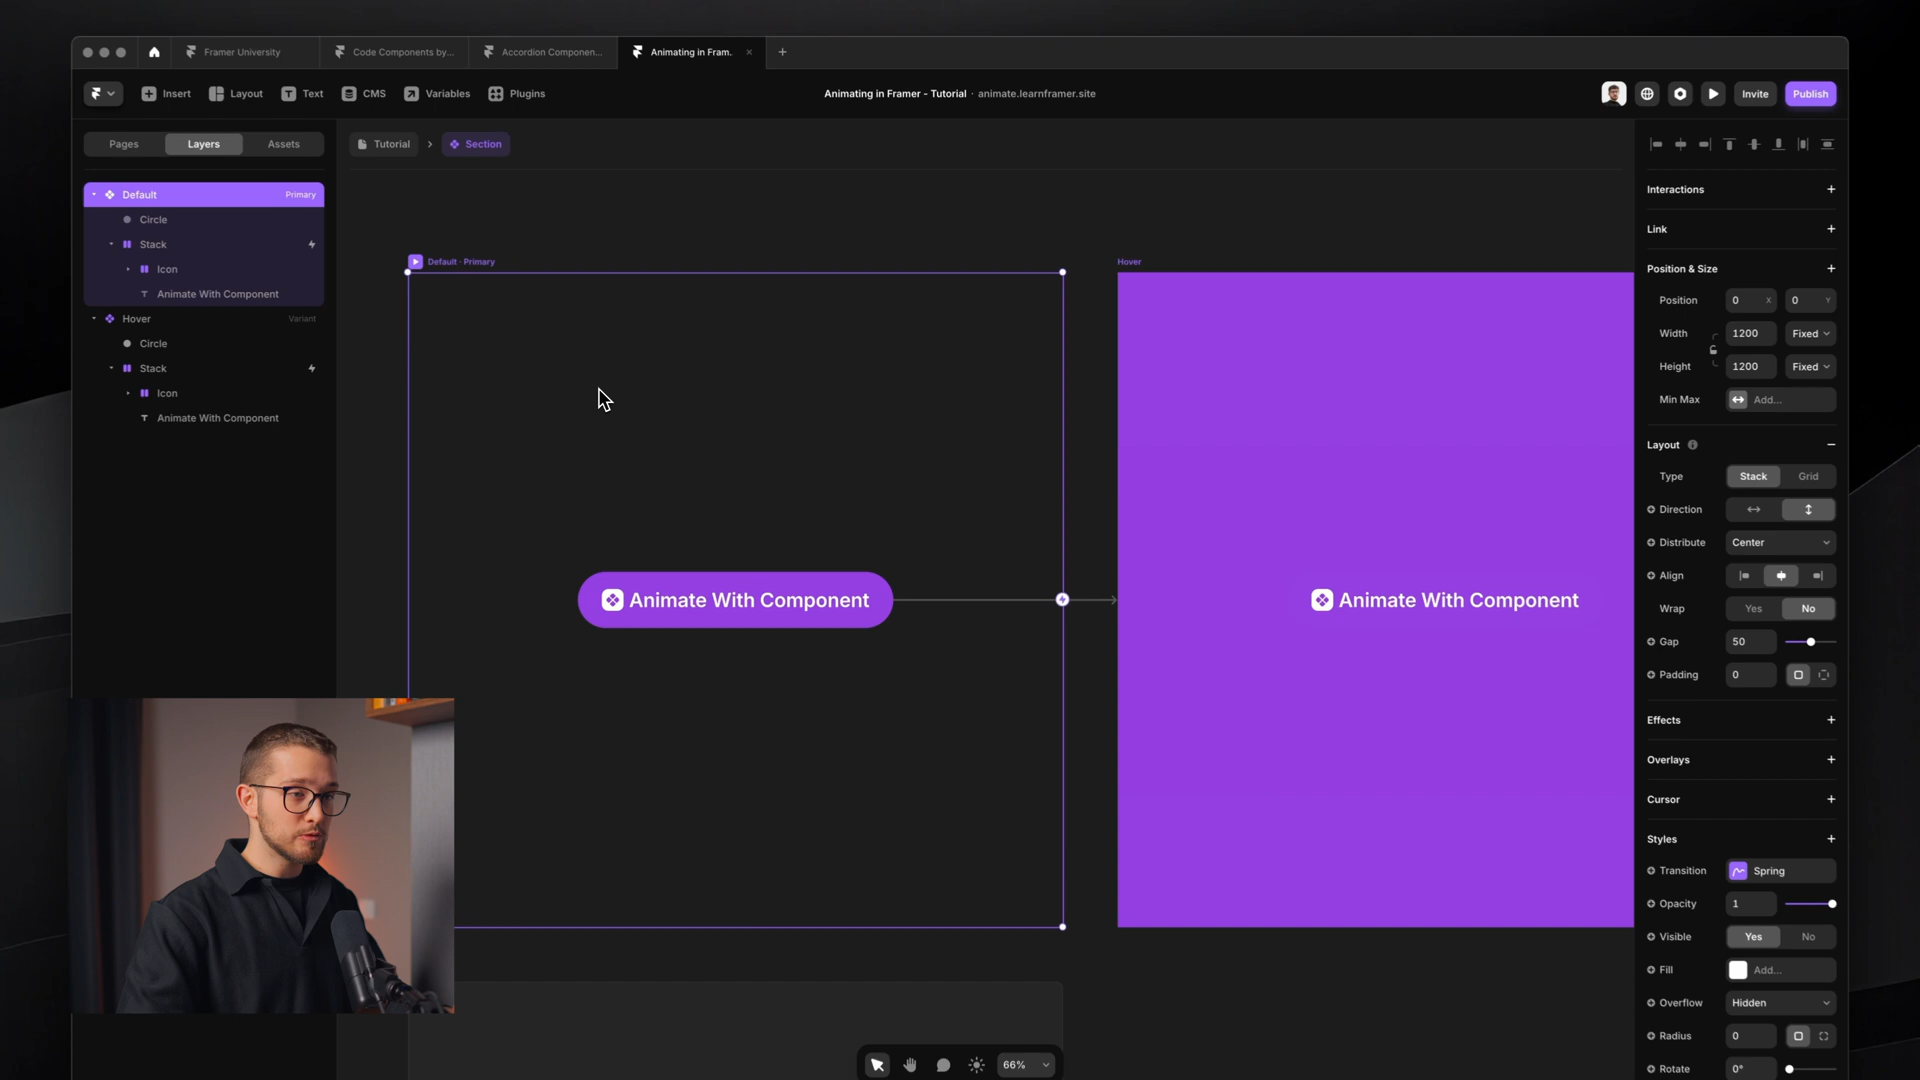 Framer University
Code Components by...
Accordion Componen...
Animating in Fram.
Insert
Layout
Text
CMS
Variables
Plugins
Animating in Framer - Tutorial · animate.learnframer.site
Invite
Publish
Pages
Layers
Assets
Tutorial
Section
Default
Primary
Circle
Stack
Icon
Animate With Component
Hover
Variant
Circle
Stack
Icon
Animate With Component
Default · Primary
Hover
Animate With Component
Animate With Component
66%
Interactions
Link
Position & Size
Position 0 X 0 Y
Width 1200 Fixed
Height 1200 Fixed
Min Max Add...
Layout
Type Stack Grid
Direction
Distribute Center
Align
Wrap Yes No
Gap 50
Padding 0
Effects
Overlays
Cursor
Styles
Transition Spring
Opacity 1
Visible Yes No
Fill Add...
Overflow Hidden
Radius 0
Rotate 0°